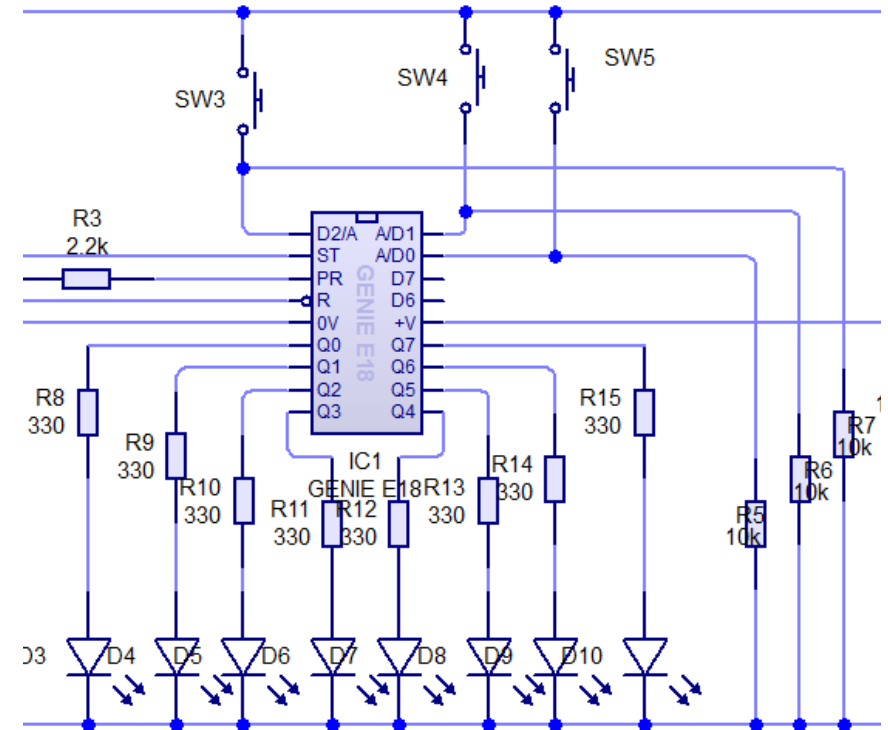 SW3
SW4
SW5
R3
2.2k
D2/A
A/D1
ST
A/D0
PR
D7
R
D6
0V
+V
Q0
Q7
Q1
Q6
Q2
Q5
Q3
Q4
GENIE E18
IC1
GENIE E18
R8
330
R9
330
R10
330
R11
330
R12
330
R13
330
R14
330
R15
330
R7
10k
R6
10k
R5
10k
D4
D5
D6
D7
D8
D9
D10